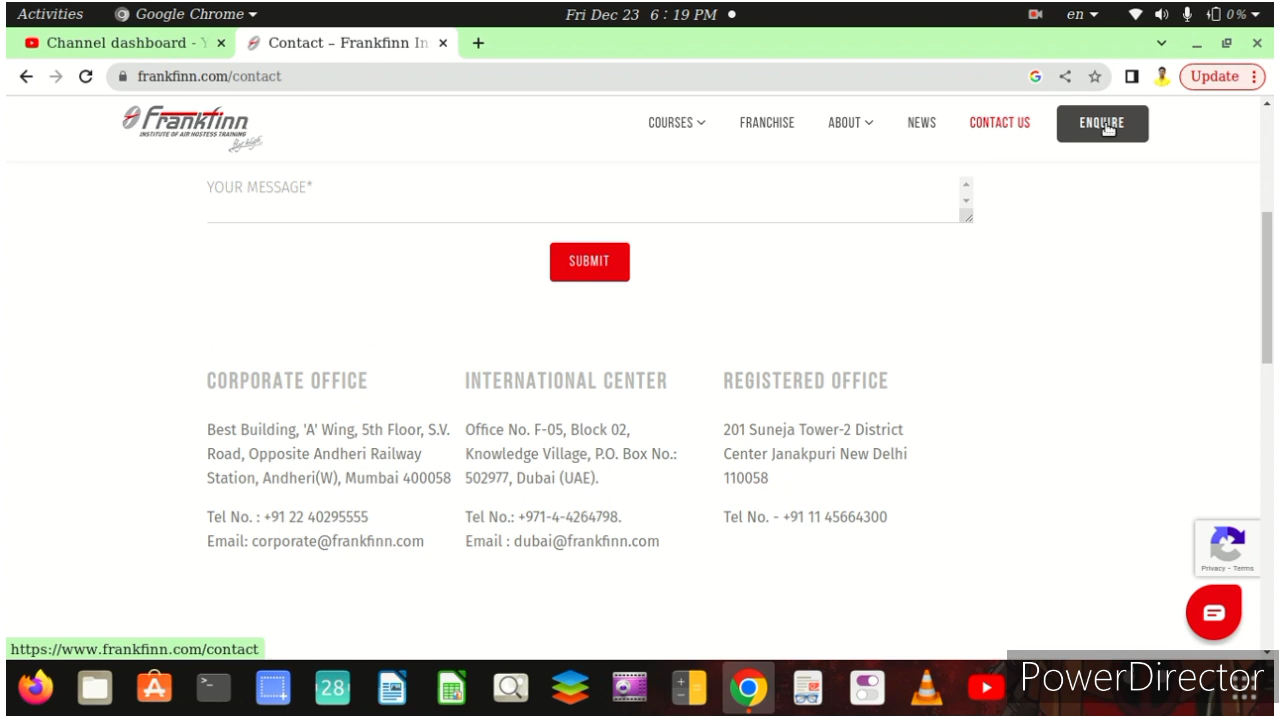 Activities Google Chrome Fri Dec 23 6:19 PM en 0%
Channel dashboard - Y Contact – Frankfinn In
frankfinn.com/contact Update
Frankfinn
INSTITUTE OF AIR HOSTESS TRAINING
Fly high
COURSES FRANCHISE ABOUT NEWS CONTACT US ENQUIRE
YOUR MESSAGE*
SUBMIT
CORPORATE OFFICE
Best Building, 'A' Wing, 5th Floor, S.V.
Road, Opposite Andheri Railway
Station, Andheri(W), Mumbai 400058
Tel No. : +91 22 40295555
Email: corporate@frankfinn.com
INTERNATIONAL CENTER
Office No. F-05, Block 02,
Knowledge Village, P.O. Box No.:
502977, Dubai (UAE).
Tel No.: +971-4-4264798.
Email : dubai@frankfinn.com
REGISTERED OFFICE
201 Suneja Tower-2 District
Center Janakpuri New Delhi
110058
Tel No. - +91 11 45664300
Privacy - Terms
https://www.frankfinn.com/contact
28
PowerDirector